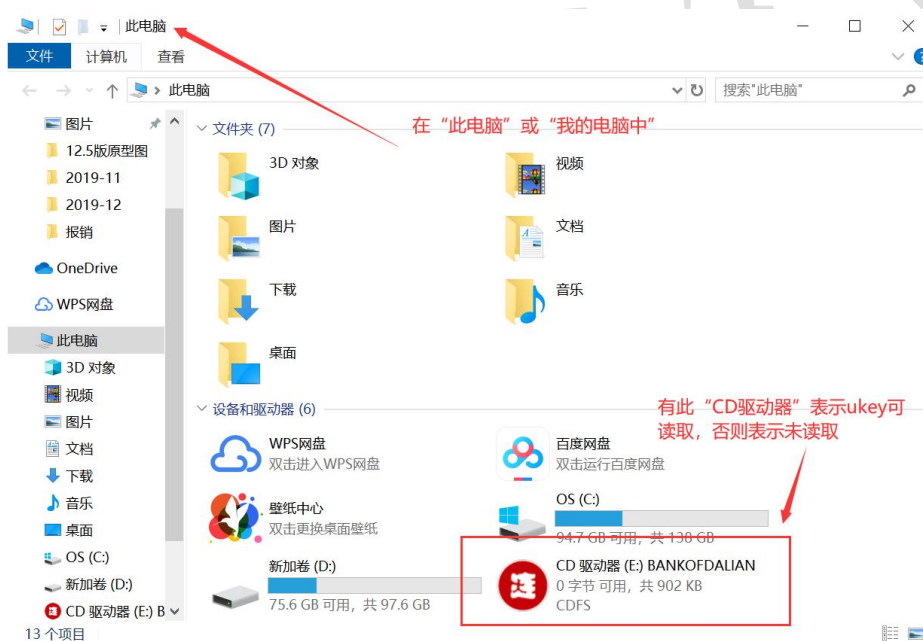 此电脑
文件 计算机 查看
此电脑
搜索"此电脑"
在“此电脑”或“我的电脑中”
图片
12.5版原型图
2019-11
2019-12
报销
OneDrive
WPS网盘
此电脑
3D 对象
视频
图片
文档
下载
音乐
桌面
OS (C:)
新加卷 (D:)
CD 驱动器 (E:) B
文件夹 (7)
3D 对象
视频
图片
文档
下载
音乐
桌面
设备和驱动器 (6)
有此“CD驱动器”表示ukey可
读取，否则表示未读取
WPS网盘
双击进入WPS网盘
百度网盘
双击运行百度网盘
壁纸中心
双击更换桌面壁纸
OS (C:)
94.7 GB 可用，共 138 GB
新加卷 (D:)
75.6 GB 可用，共 97.6 GB
连
CD 驱动器 (E:) BANKOFDALIAN
0 字节 可用，共 902 KB
CDFS
13 个项目